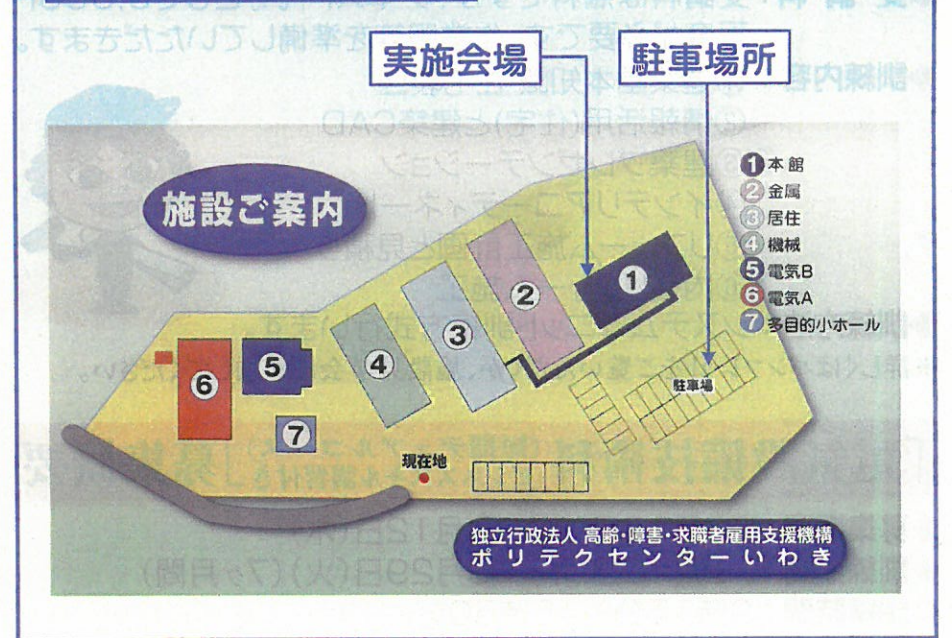 実施会場
駐車場所
施設ご案内
1 本館
2 金属
3 居住
4 機械
5 電気B
6 電気A
7 多目的小ホール
1
2
3
4
5
6
7
駐車場
現在地
独立行政法人 高齢・障害・求職者雇用支援機構
ポリテクセンターいわき